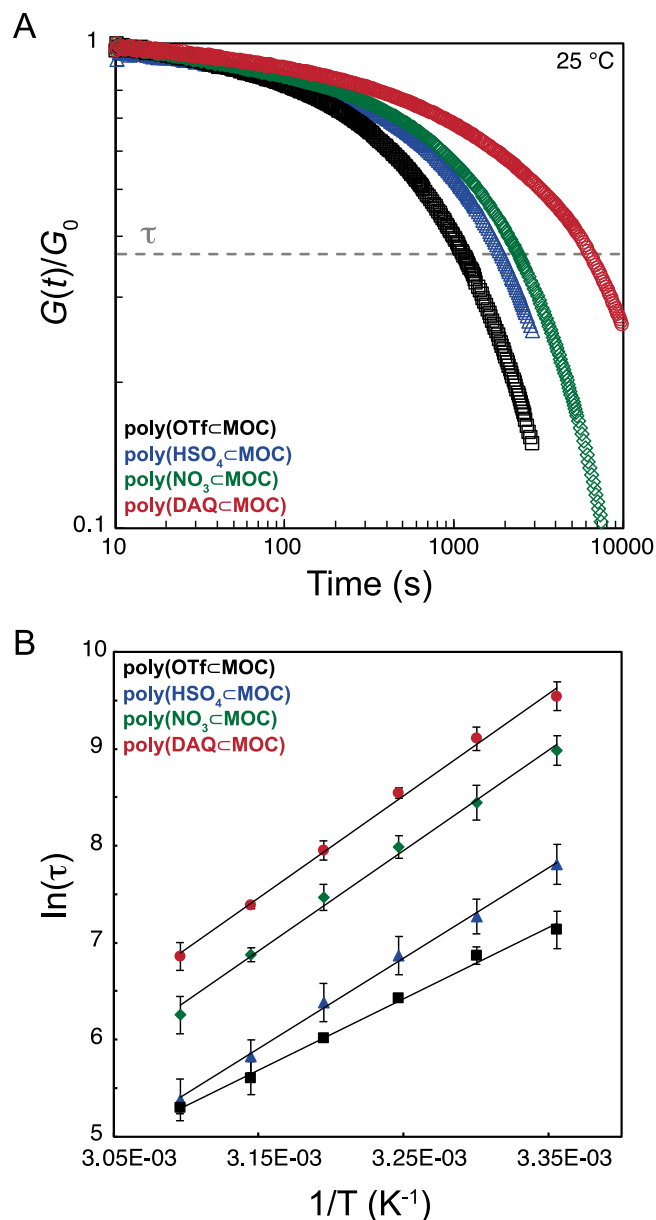 A
1
25 °C
τ
G(t)/G₀
poly(OTf⊂MOC)
poly(HSO₄⊂MOC)
poly(NO₃⊂MOC)
poly(DAQ⊂MOC)
0.1
10 100 1000 10000
Time (s)
B
10
poly(OTf⊂MOC)
poly(HSO₄⊂MOC)
poly(NO₃⊂MOC)
poly(DAQ⊂MOC)
9
8
ln(τ)
7
6
5
3.05E-03 3.15E-03 3.25E-03 3.35E-03
1/T (K⁻¹)